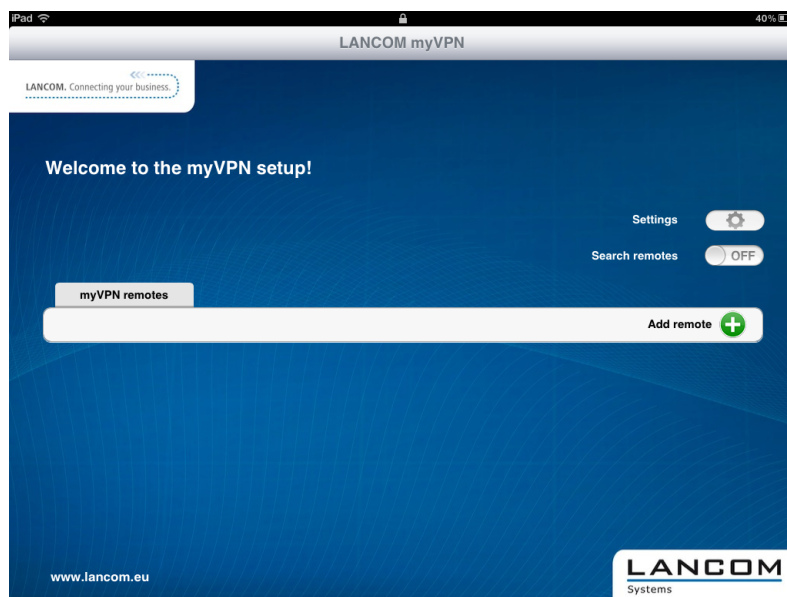 iPad
40%
LANCOM myVPN
LANCOM. Connecting your business.
Welcome to the myVPN setup!
Settings
Search remotes OFF
myVPN remotes
Add remote
www.lancom.eu
LANCOM
Systems